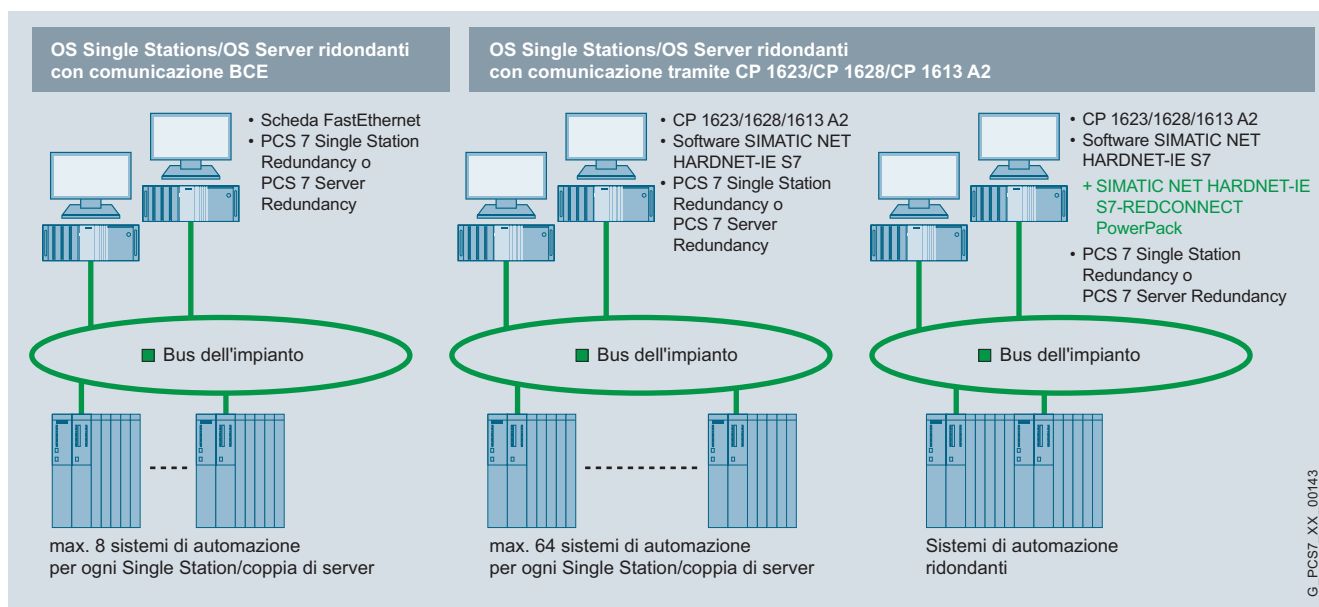 OS Single Stations/OS Server ridondanti
con comunicazione BCE
OS Single Stations/OS Server ridondanti
con comunicazione tramite CP 1623/CP 1628/CP 1613 A2
• Scheda FastEthernet
• PCS 7 Single Station
Redundancy o
PCS 7 Server
Redundancy
• CP 1623/1628/1613 A2
• Software SIMATIC NET
HARDNET-IE S7
• PCS 7 Single Station
Redundancy o
PCS 7 Server
Redundancy
• CP 1623/1628/1613 A2
• Software SIMATIC NET
HARDNET-IE S7
+ SIMATIC NET HARDNET-IE
S7-REDCONNECT
PowerPack
• PCS 7 Single Station
Redundancy o
PCS 7 Server Redundancy
Bus dell'impianto
Bus dell'impianto
Bus dell'impianto
max. 8 sistemi di automazione
per ogni Single Station/coppia di server
max. 64 sistemi di automazione
per ogni Single Station/coppia di server
Sistemi di automazione
ridondanti
G_PCS7_XX_00143